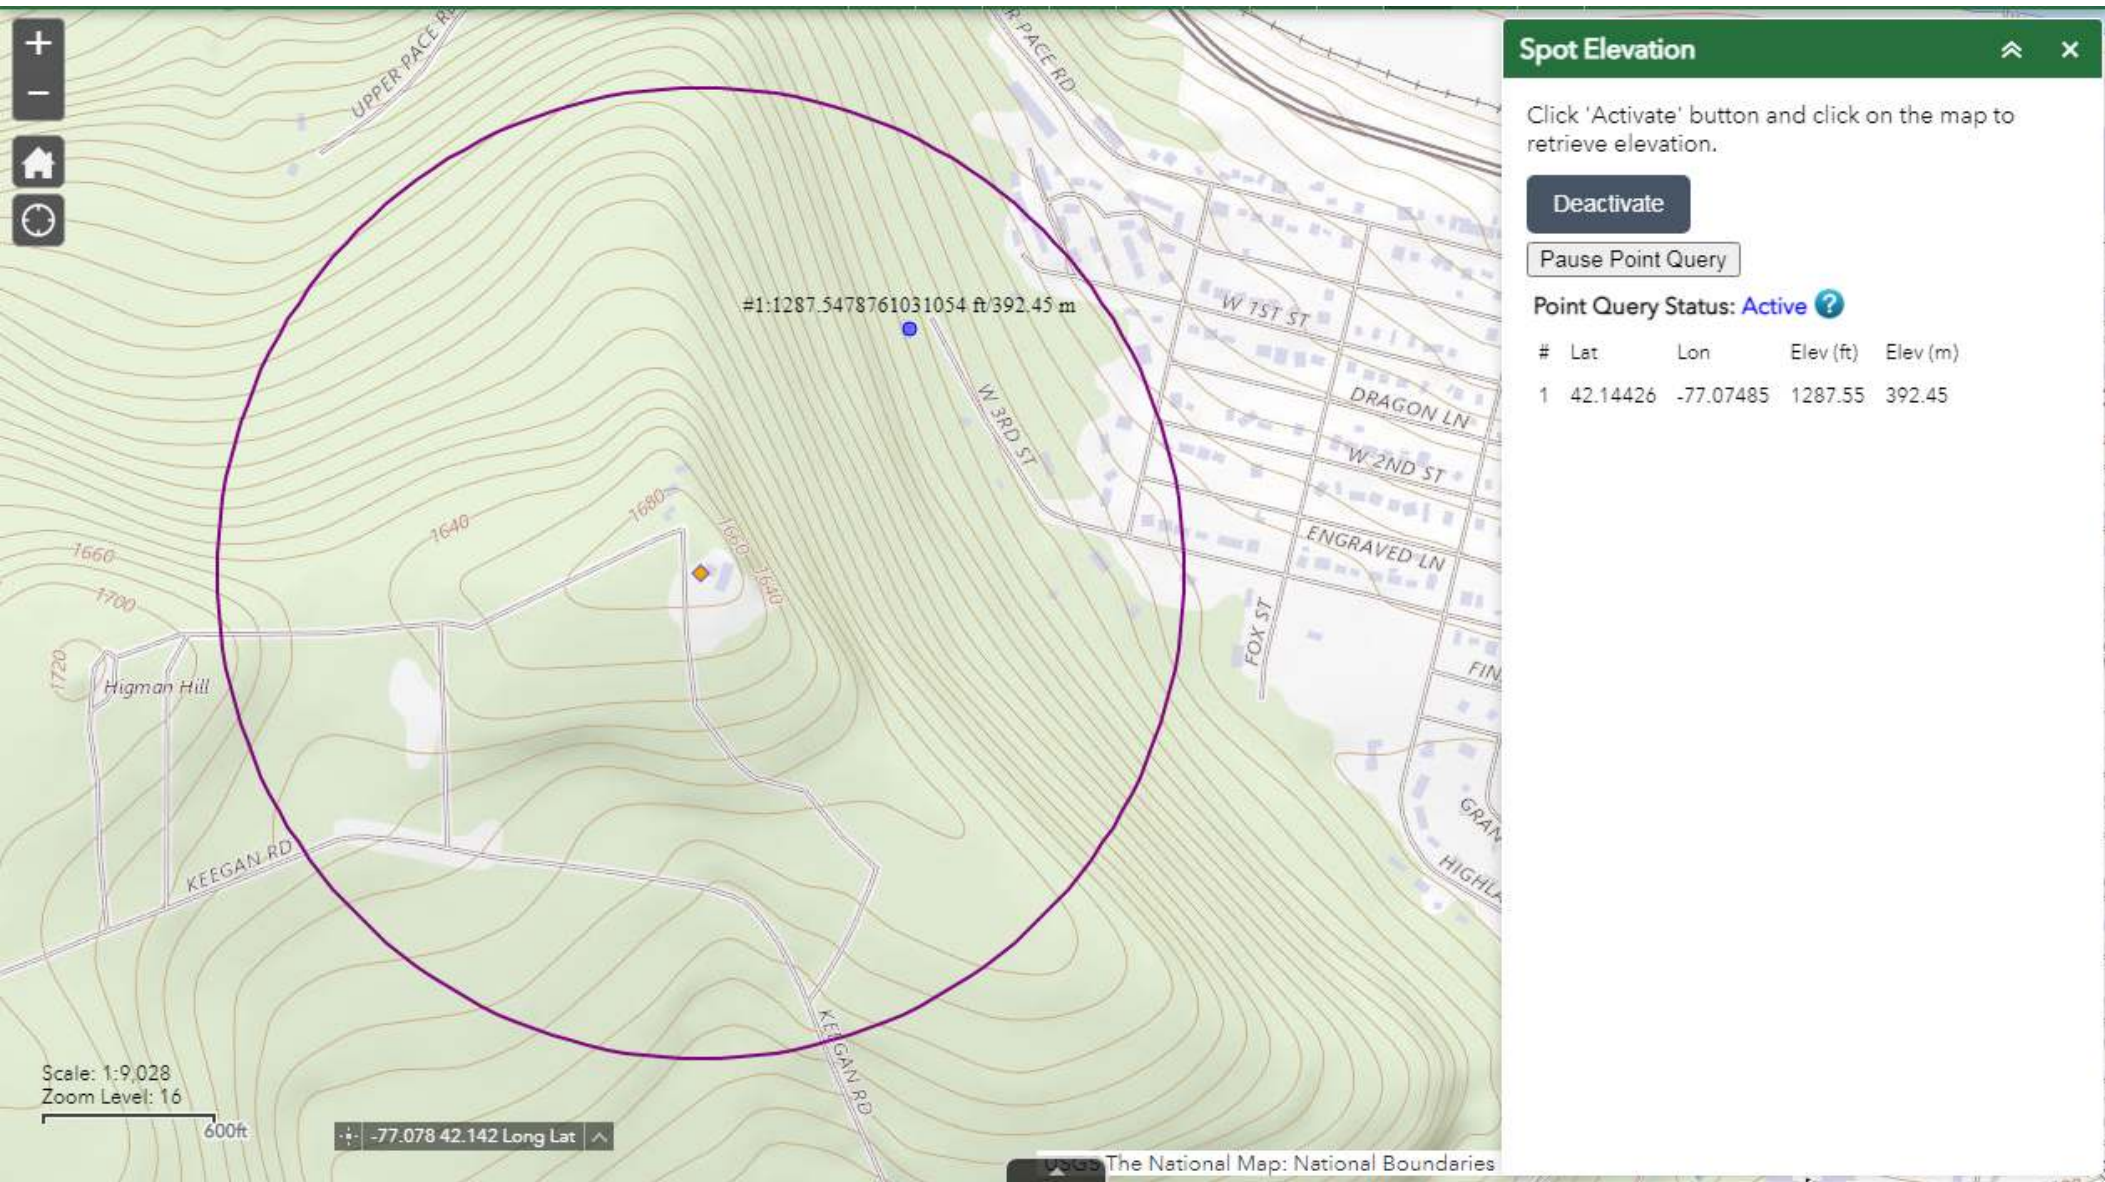 UPPER PACE RD
R PACE RD
Spot Elevation
Click 'Activate' button and click on the map to
retrieve elevation.
Deactivate
Pause Point Query
Point Query Status: Active ?
# Lat Lon Elev (ft) Elev (m)
1 42.14426 -77.07485 1287.55 392.45
#1:1287.5478761031054 ft/392.45 m
W 1ST ST
W 3RD ST
DRAGON LN
W 2ND ST
ENGRAVED LN
1680
1640
1660
1660
1640
1700
1720
Higman Hill
FOX ST
FIN
GRAN
HIGHLA
KEEGAN RD
KEEGAN RD
Scale: 1:9,028
Zoom Level: 16
600ft
-77.078 42.142 Long Lat
USGS The National Map: National Boundaries